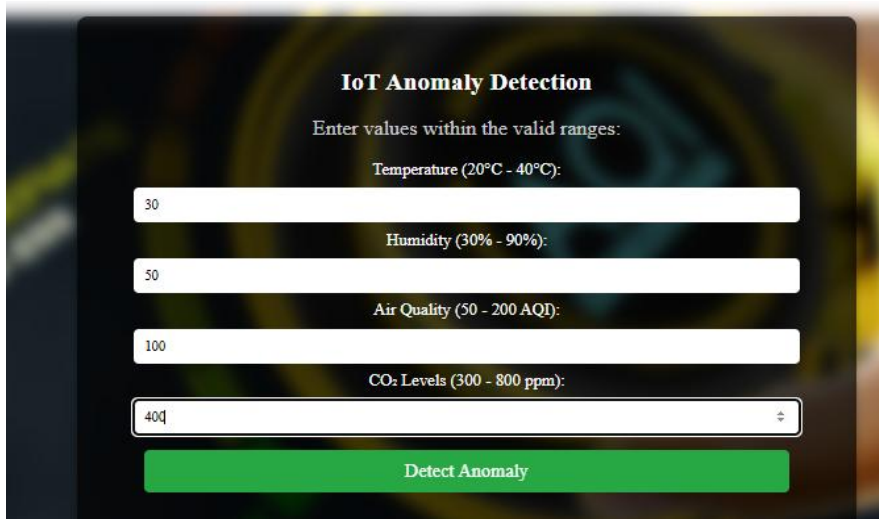 IoT Anomaly Detection
Enter values within the valid ranges:
Temperature (20°C - 40°C):
30
Humidity (30% - 90%):
50
Air Quality (50 - 200 AQI):
100
CO₂ Levels (300 - 800 ppm):
400
Detect Anomaly